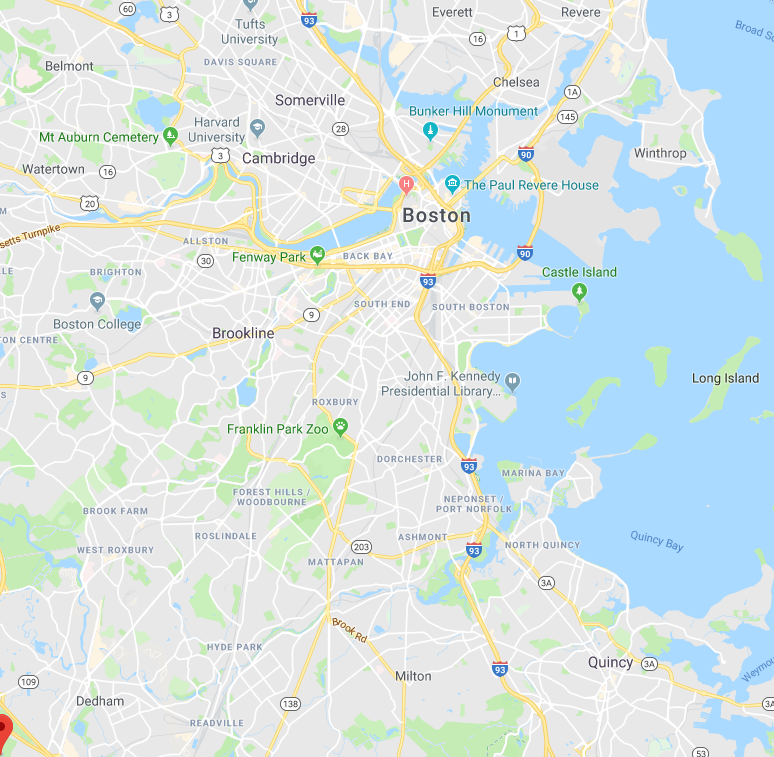 60
3
93
Everett
Revere
Tufts
University
16
1
Broad So
DAVIS SQUARE
Belmont
Chelsea
1A
Somerville
Bunker Hill Monument
145
Harvard
University
28
Mt Auburn Cemetery
3
Cambridge
90
Winthrop
Watertown
16
H
The Paul Revere House
20
Boston
setts Turnpike
ALLSTON
30
Fenway Park
BACK BAY
90
BRIGHTON
93
Castle Island
Boston College
SOUTH END
SOUTH BOSTON
9
Brookline
ON CENTRE
9
John F. Kennedy
Presidential Library...
Long Island
ROXBURY
Franklin Park Zoo
DORCHESTER
93
MARINA BAY
FOREST HILLS /
WOODBOURNE
NEPONSET /
PORT NORFOLK
BROOK FARM
WEST ROXBURY
ROSLINDALE
203
ASHMONT
93
NORTH QUINCY
Quincy Bay
MATTAPAN
3A
Brook Rd
HYDE PARK
109
Milton
93
Quincy
3A
Weymou
Dedham
138
READVILLE
3A
53